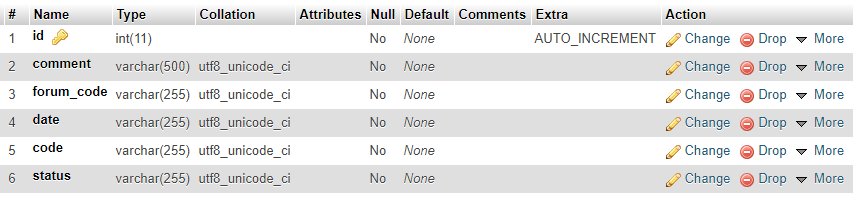 # Name Type Collation Attributes Null Default Comments Extra Action
1 id int(11) No None AUTO_INCREMENT Change Drop More
2 comment varchar(500) utf8_unicode_ci No None Change Drop More
3 forum_code varchar(255) utf8_unicode_ci No None Change Drop More
4 date varchar(255) utf8_unicode_ci No None Change Drop More
5 code varchar(255) utf8_unicode_ci No None Change Drop More
6 status varchar(255) utf8_unicode_ci No None Change Drop More